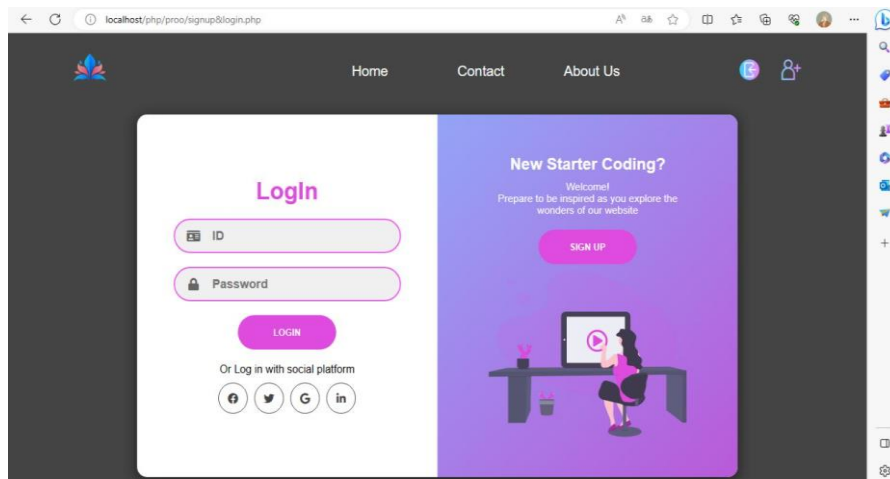 localhost/php/proo/signup&login.php
Home Contact About Us
LogIn
ID
Password
LOGIN
Or Log in with social platform
G in
New Starter Coding?
Welcome!
Prepare to be inspired as you explore the
wonders of our website
SIGN UP